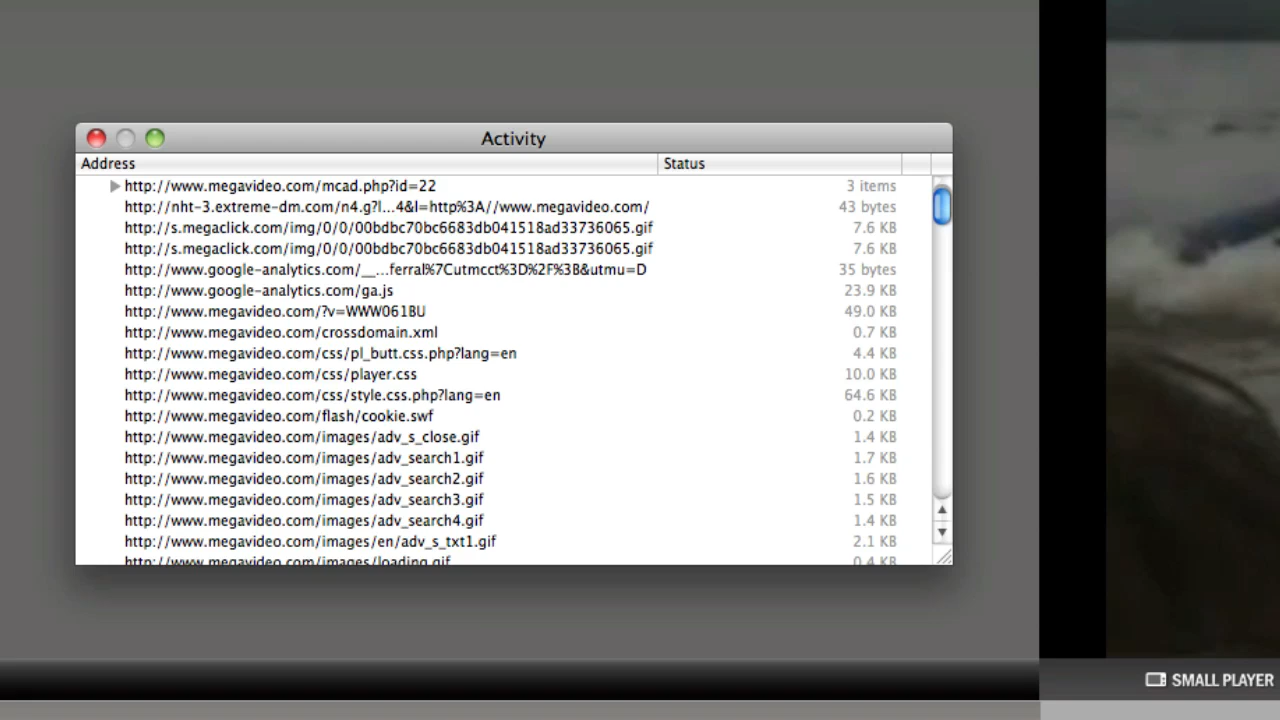 Activity
Address Status
http://www.megavideo.com/mcad.php?id=22 3 items
http://nht-3.extreme-dm.com/n4.g?l...4&l=http%3A//www.megavideo.com/ 43 bytes
http://s.megaclick.com/img/0/0/00bdbc70bc6683db041518ad33736065.gif 7.6 KB
http://s.megaclick.com/img/0/0/00bdbc70bc6683db041518ad33736065.gif 7.6 KB
http://www.google-analytics.com/__...ferral%7Cutmcct%3D%2F%3B&utmu=D 35 bytes
http://www.google-analytics.com/ga.js 23.9 KB
http://www.megavideo.com/?v=WWW061BU 49.0 KB
http://www.megavideo.com/crossdomain.xml 0.7 KB
http://www.megavideo.com/css/pl_butt.css.php?lang=en 4.4 KB
http://www.megavideo.com/css/player.css 10.0 KB
http://www.megavideo.com/css/style.css.php?lang=en 64.6 KB
http://www.megavideo.com/flash/cookie.swf 0.2 KB
http://www.megavideo.com/images/adv_s_close.gif 1.4 KB
http://www.megavideo.com/images/adv_search1.gif 1.7 KB
http://www.megavideo.com/images/adv_search2.gif 1.6 KB
http://www.megavideo.com/images/adv_search3.gif 1.5 KB
http://www.megavideo.com/images/adv_search4.gif 1.4 KB
http://www.megavideo.com/images/en/adv_s_txt1.gif 2.1 KB
http://www.megavideo.com/images/loading.gif 0.4 KB
SMALL PLAYER